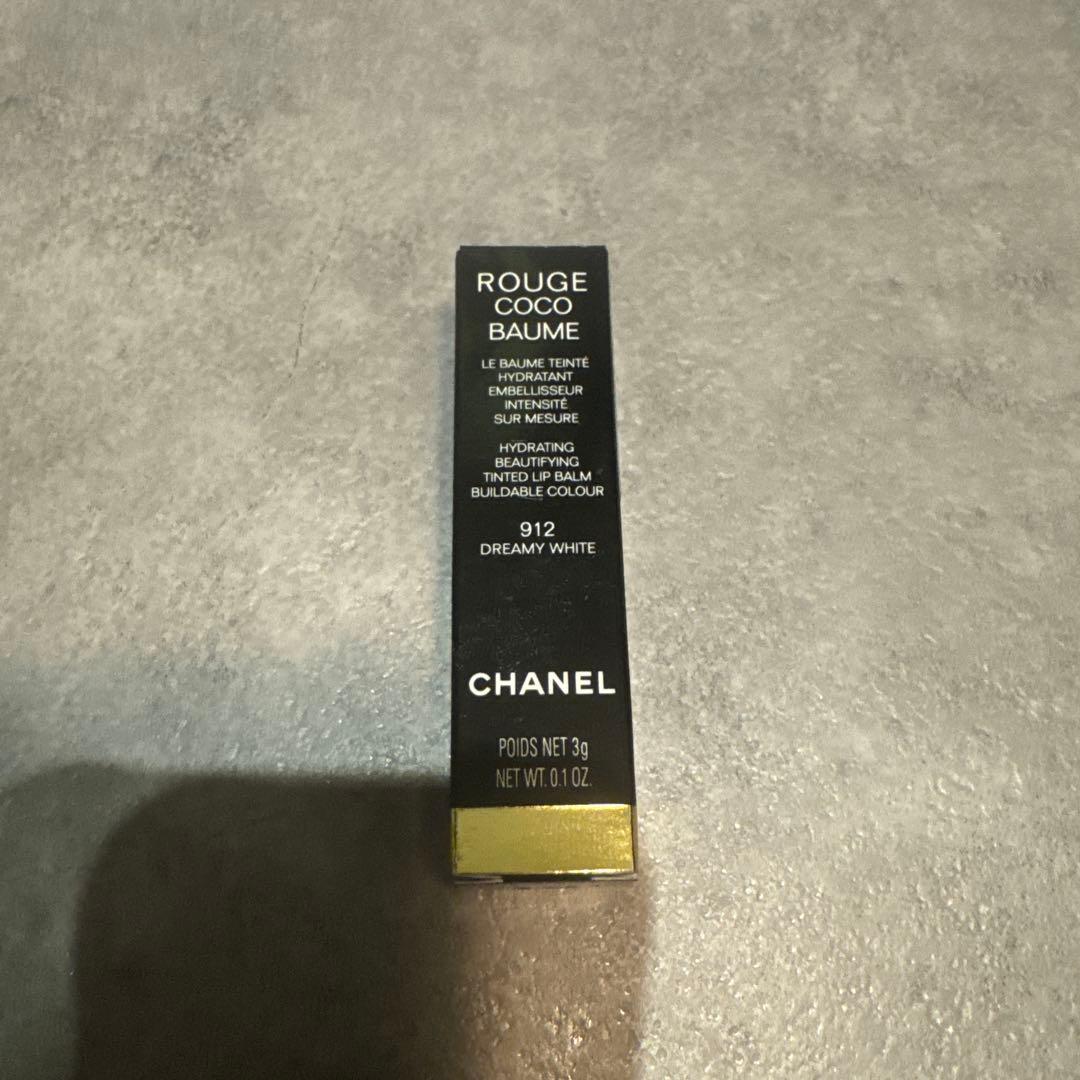 ROUGE
COCO
BAUME
LE BAUME TEINTÉ
HYDRATANT
EMBELLISSEUR
INTENSITÉ
SUR MESURE
HYDRATING
BEAUTIFYING
TINTED LIP BALM
BUILDABLE COLOUR
912
DREAMY WHITE
CHANEL
POIDS NET 3g
NET WT. 0.1 OZ.